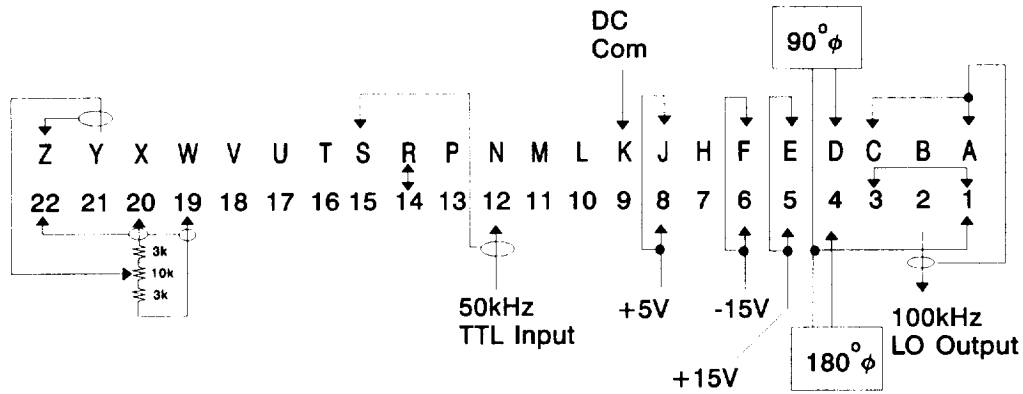 DC
Com
90°φ
Z Y X W V U T S R P N M L K J H F E D C B A
22 21 20 19 18 17 16 15 14 13 12 11 10 9 8 7 6 5 4 3 2 1
3k
10k
3k
50kHz
TTL Input
+5V
-15V
+15V
180°φ
100kHz
LO Output